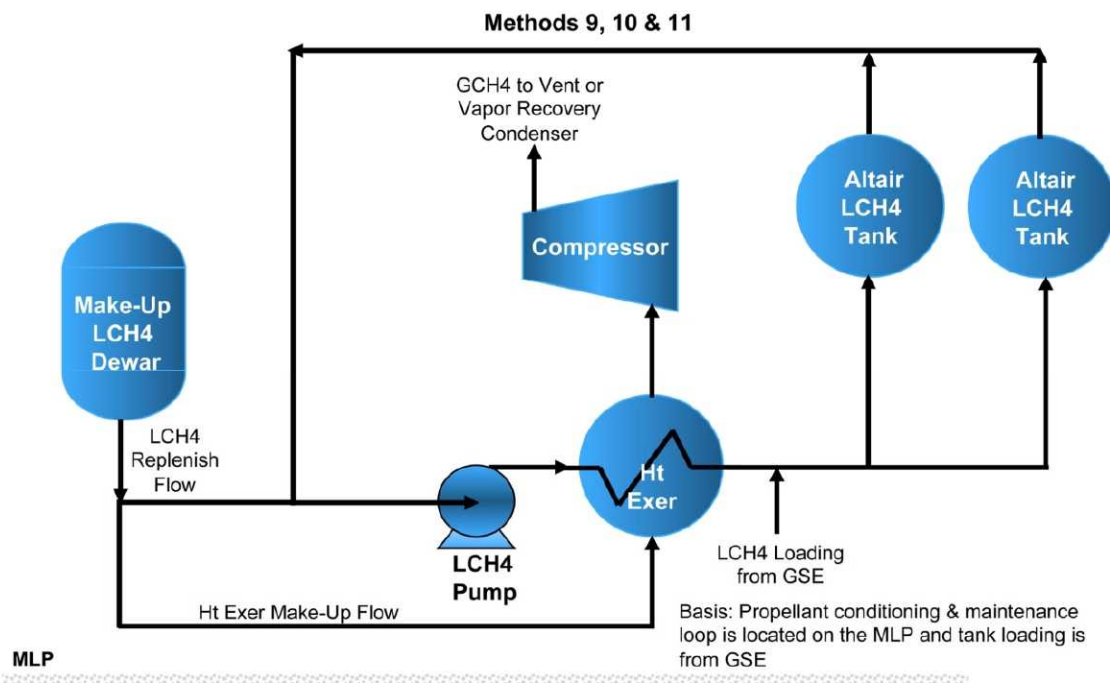 Methods 9, 10 & 11
GCH4 to Vent or
Vapor Recovery
Condenser
Altair
LCH4
Tank
Altair
LCH4
Tank
Compressor
Make-Up
LCH4
Dewar
LCH4
Replenish
Flow
Ht
Exer
LCH4
Pump
LCH4 Loading
from GSE
Ht Exer Make-Up Flow
Basis: Propellant conditioning & maintenance
loop is located on the MLP and tank loading is
from GSE
MLP